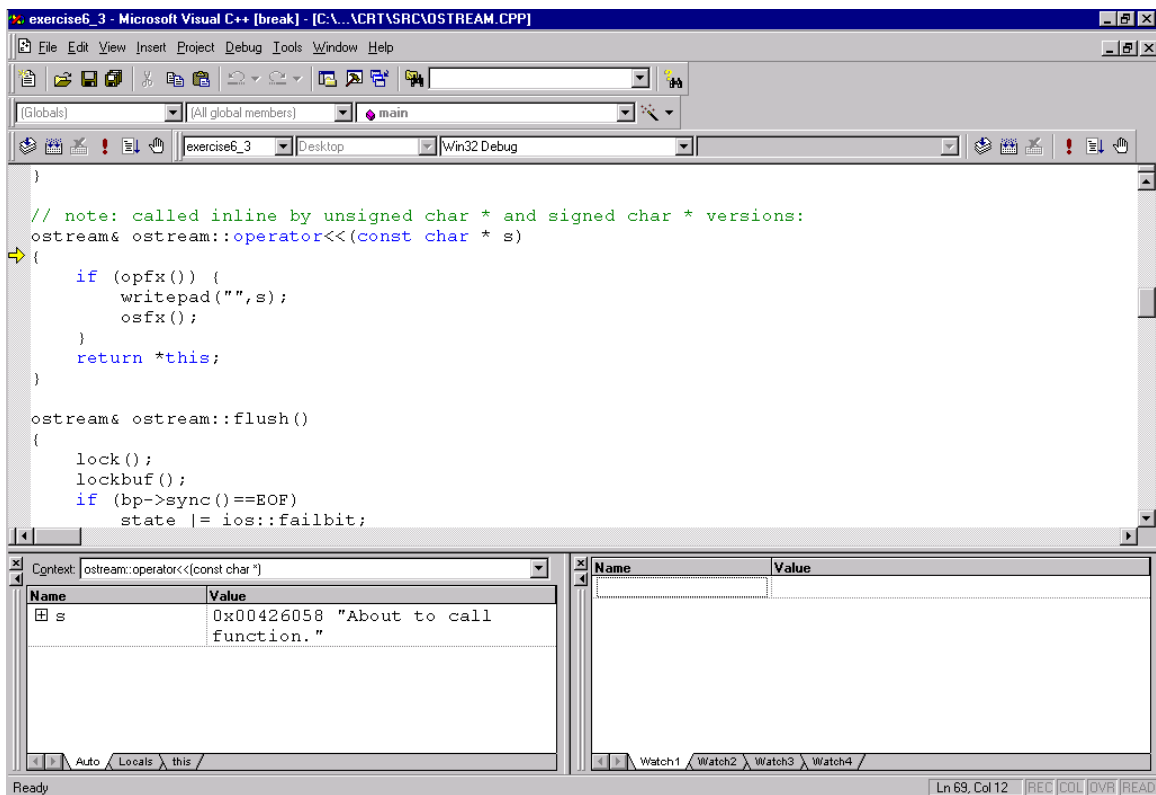 exercise6_3 - Microsoft Visual C++ [break] - [C:\...\CRT\SRC\OSTREAM.CPP]
File Edit View Insert Project Debug Tools Window Help
(Globals) (All global members) main
exercise6_3 Desktop Win32 Debug
}
// note: called inline by unsigned char * and signed char * versions:
ostream& ostream::operator<<(const char * s)
{
    if (opfx()) {
        writepad("",s);
        osfx();
    }
    return *this;
}
ostream& ostream::flush()
{
    lock();
    lockbuf();
    if (bp->sync()==EOF)
        state |= ios::failbit;
Context: ostream::operator<<(const char *)
Name Value
s 0x00426058 "About to call
function."
Auto Locals this
Name Value
Watch1 Watch2 Watch3 Watch4
Ready Ln 69, Col 12 REC COL OVR READ